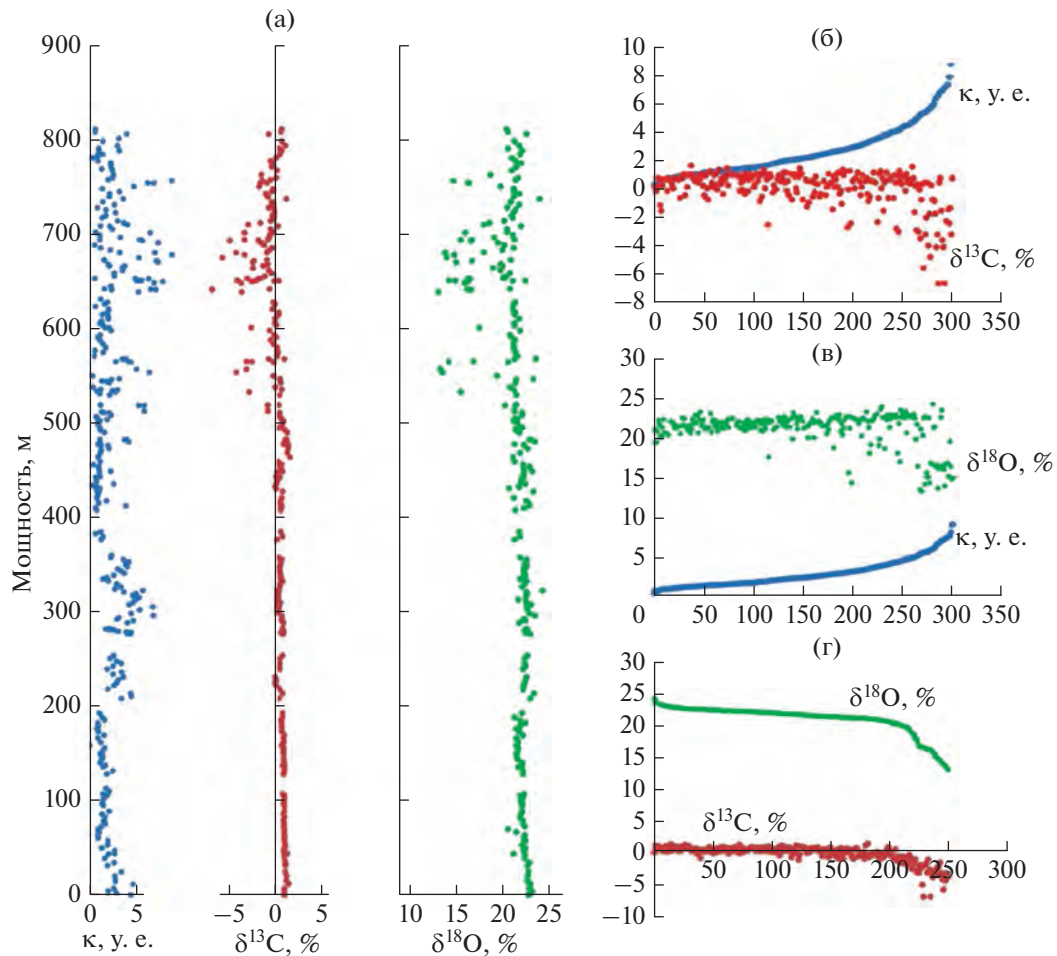 (а)
900
800
700
600
500
400
300
200
100
0
Мощность, м
0 5
κ, у. е.
−5 0 5
δ¹³C, %
10 15 20 25
δ¹⁸O, %
(б)
10
8
6
4
2
0
−2
−4
−6
−8
κ, у. е.
δ¹³C, %
0 50 100 150 200 250 300 350
(в)
30
25
20
15
10
5
δ¹⁸O, %
κ, у. е.
0 50 100 150 200 250 300 350
(г)
30
25
20
15
10
5
0
−5
−10
δ¹⁸O, %
δ¹³C, %
50 100 150 200 250 300